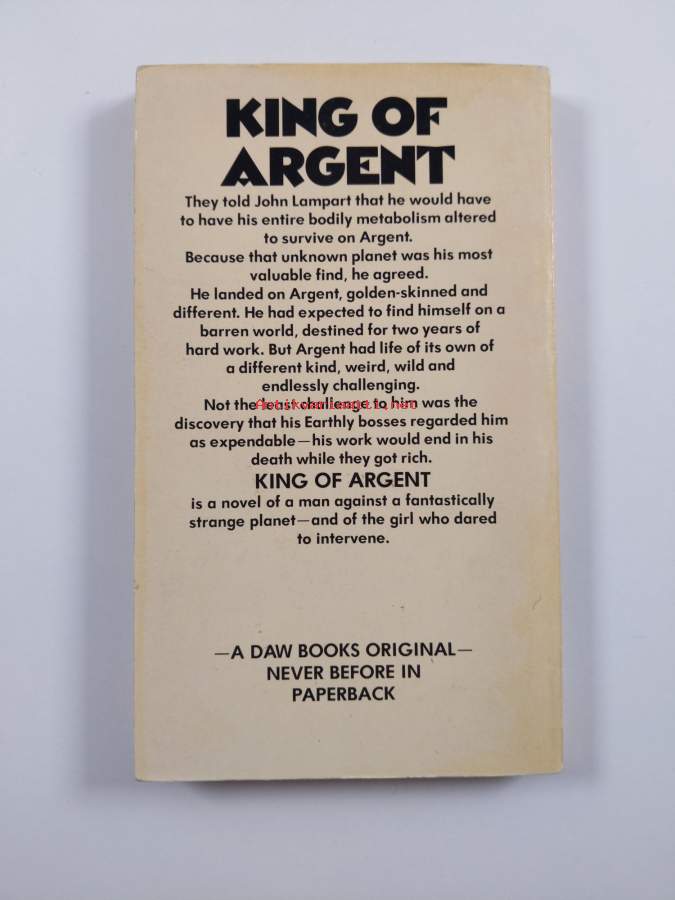 KING OF
ARGENT
They told John Lampart that he would have
to have his entire bodily metabolism altered
to survive on Argent.
Because that unknown planet was his most
valuable find, he agreed.
He landed on Argent, golden-skinned and
different. He had expected to find himself on a
barren world, destined for two years of
hard work. But Argent had life of its own of
a different kind, weird, wild and
endlessly challenging.
Not the least challenge to him was the
Antikvariaatti.net
discovery that his Earthly bosses regarded him
as expendable—his work would end in his
death while they got rich.
KING OF ARGENT
is a novel of a man against a fantastically
strange planet—and of the girl who dared
to intervene.
—A DAW BOOKS ORIGINAL—
NEVER BEFORE IN
PAPERBACK